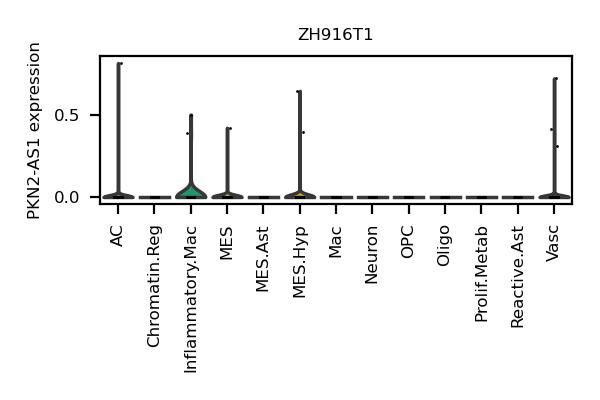 ZH916T1
PKN2-AS1 expression
0.5
0.0
AC
Chromatin.Reg
Inflammatory.Mac
MES
MES.Ast
MES.Hyp
Mac
Neuron
OPC
Oligo
Prolif.Metab
Reactive.Ast
Vasc